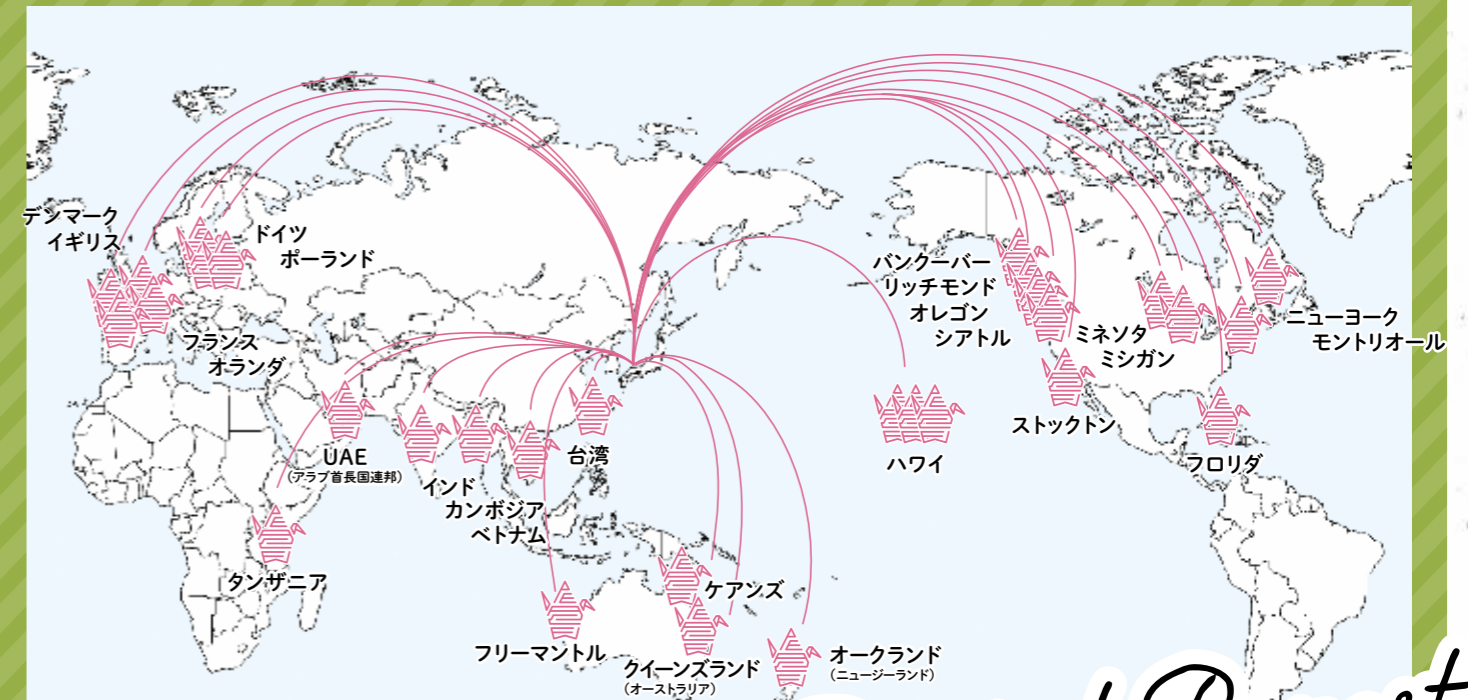 デンマーク
イギリス
ドイツ
ポーランド
フランス
オランダ
UAE
(アラブ首長国連邦)
インド
カンボジア
ベトナム
台湾
タンザニア
フリーマントル
ケアンズ
クイーンズランド
(オーストラリア)
オークランド
(ニュージーランド)
ハワイ
バンクーバー
リッチモンド
オレゴン
シアトル
ストックトン
ミネソタ
ミシガン
ニューヨーク
モントリオール
フロリダ